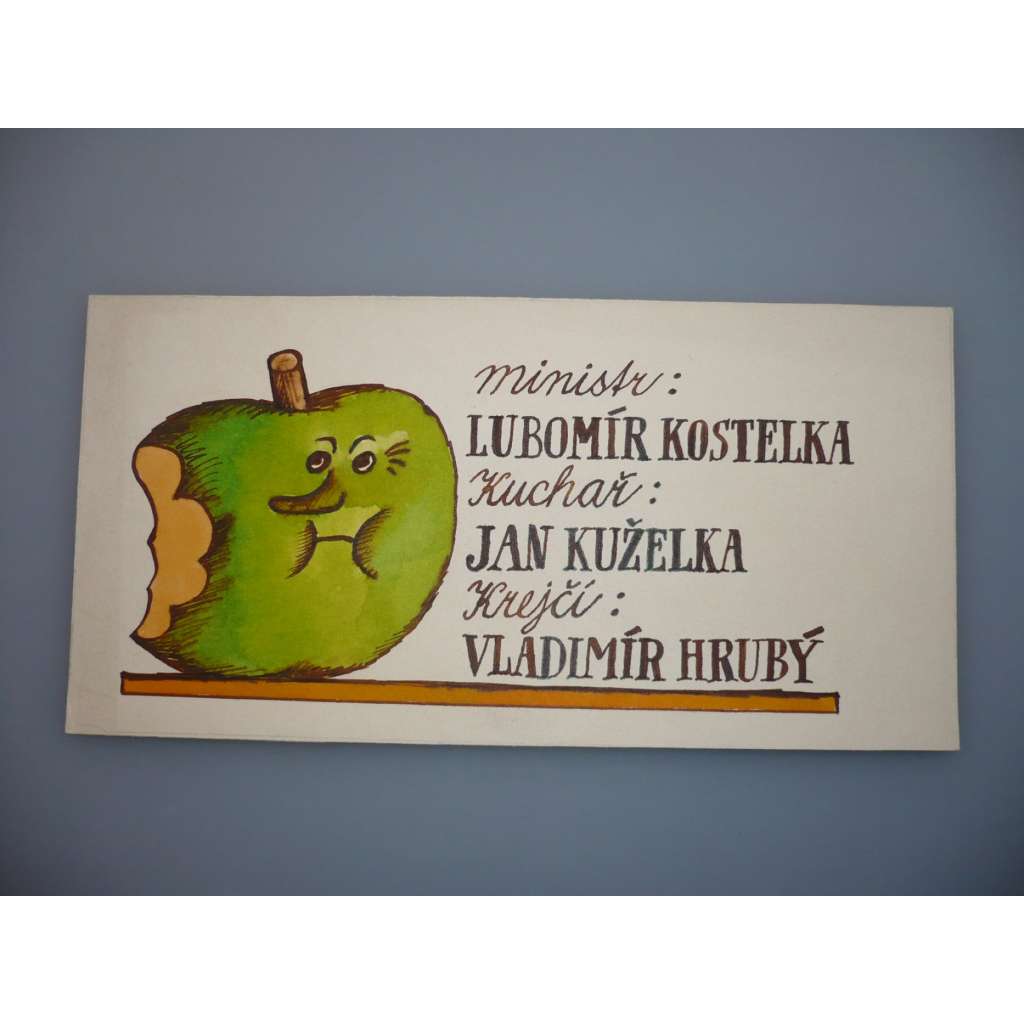 ministr:
LUBOMÍR KOSTELKA
Kuchař:
JAN KUŽELKA
Krejčí:
VLADIMÍR HRUBÝ